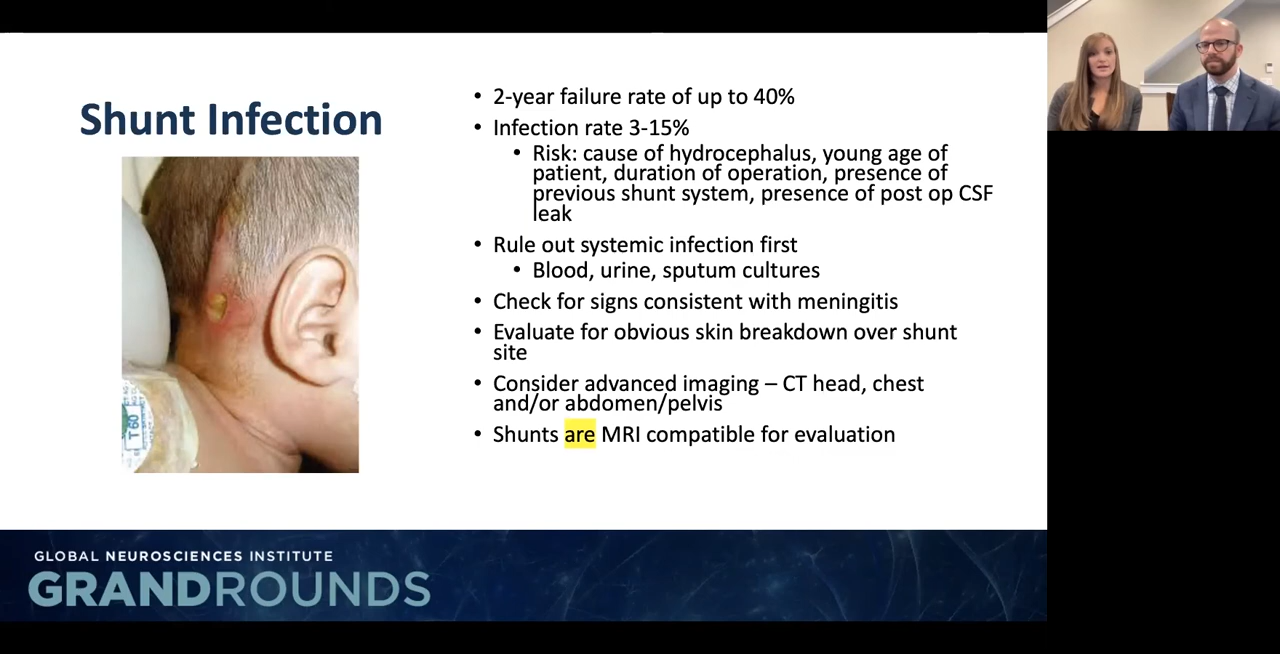 Shunt Infection
• 2-year failure rate of up to 40%
• Infection rate 3-15%
• Risk: cause of hydrocephalus, young age of
patient, duration of operation, presence of
previous shunt system, presence of post op CSF
leak
• Rule out systemic infection first
• Blood, urine, sputum cultures
• Check for signs consistent with meningitis
• Evaluate for obvious skin breakdown over shunt
site
• Consider advanced imaging – CT head, chest
and/or abdomen/pelvis
• Shunts are MRI compatible for evaluation
T 60
GLOBAL NEUROSCIENCES INSTITUTE
GRANDROUNDS